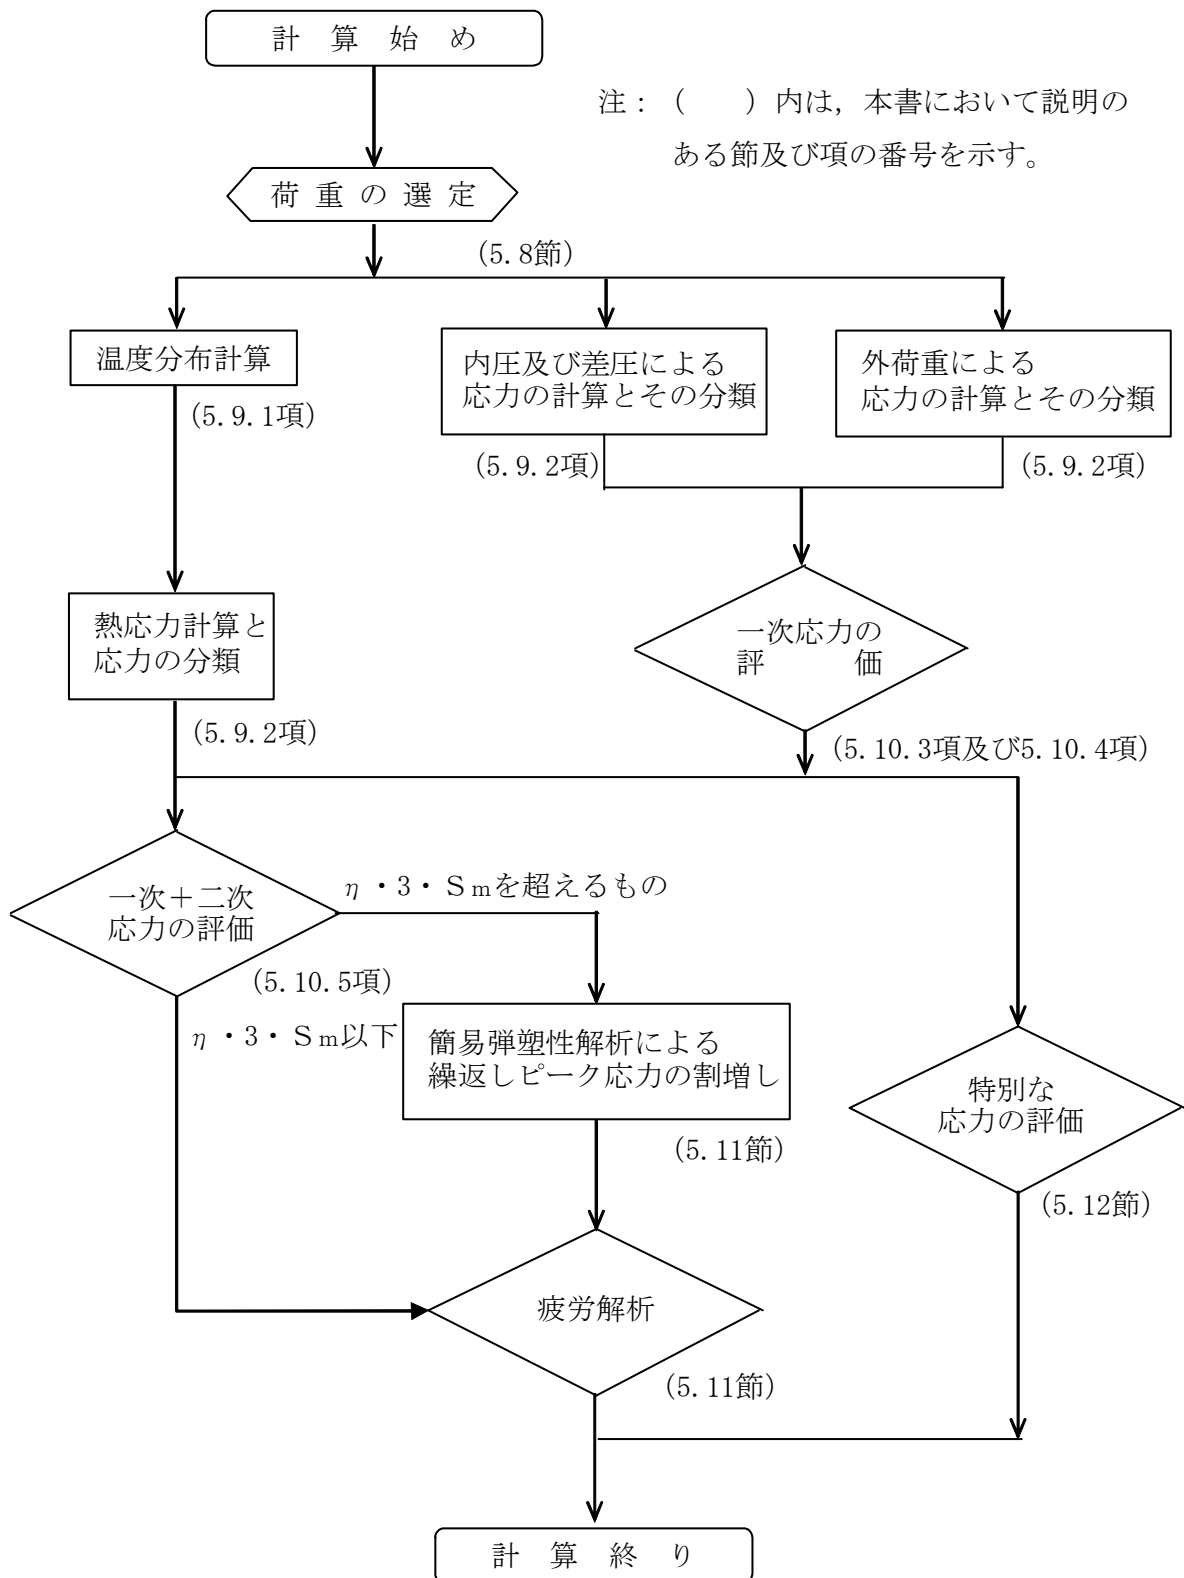 計算始め
注：（　　）内は，本書において説明の
ある節及び項の番号を示す。
荷重の選定
（5.8節）
温度分布計算
（5.9.1項）
内圧及び差圧による
応力の計算とその分類
（5.9.2項）
外荷重による
応力の計算とその分類
（5.9.2項）
熱応力計算と
応力の分類
（5.9.2項）
一次応力の
評　　　価
（5.10.3項及び5.10.4項）
一次＋二次
応力の評価
（5.10.5項）
η・3・Ｓｍを超えるもの
η・3・Ｓｍ以下
簡易弾塑性解析による
繰返しピーク応力の割増し
（5.11節）
特別な
応力の評価
（5.12節）
疲労解析
（5.11節）
計算終り